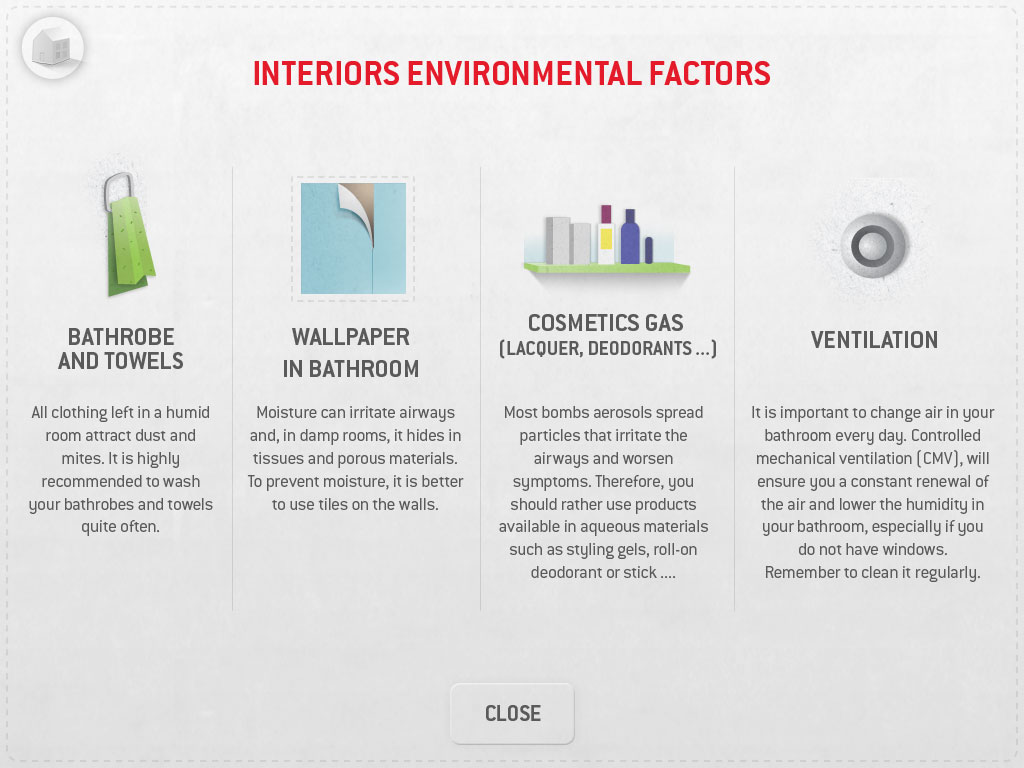 INTERIORS ENVIRONMENTAL FACTORS
BATHROBE
AND TOWELS
All clothing left in a humid
room attract dust and
mites. It is highly
recommended to wash
your bathrobes and towels
quite often.
WALLPAPER
IN BATHROOM
Moisture can irritate airways
and, in damp rooms, it hides in
tissues and porous materials.
To prevent moisture, it is better
to use tiles on the walls.
COSMETICS GAS
(LACQUER, DEODORANTS ...)
Most bombs aerosols spread
particles that irritate the
airways and worsen
symptoms. Therefore, you
should rather use products
available in aqueous materials
such as styling gels, roll-on
deodorant or stick ....
VENTILATION
It is important to change air in your
bathroom every day. Controlled
mechanical ventilation (CMV), will
ensure you a constant renewal of
the air and lower the humidity in
your bathroom, especially if you
do not have windows.
Remember to clean it regularly.
CLOSE